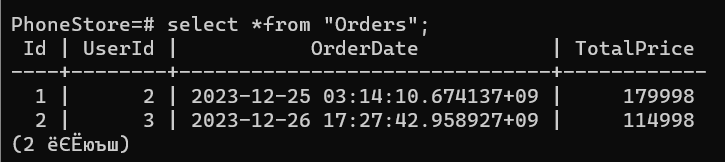 PhoneStore=# select *from "Orders";
 Id | UserId |           OrderDate           | TotalPrice
----+--------+-------------------------------+------------
  1 |      2 | 2023-12-25 03:14:10.674137+09 |     179998
  2 |      3 | 2023-12-26 17:27:42.958927+09 |     114998
(2 ёЄЁюъш)